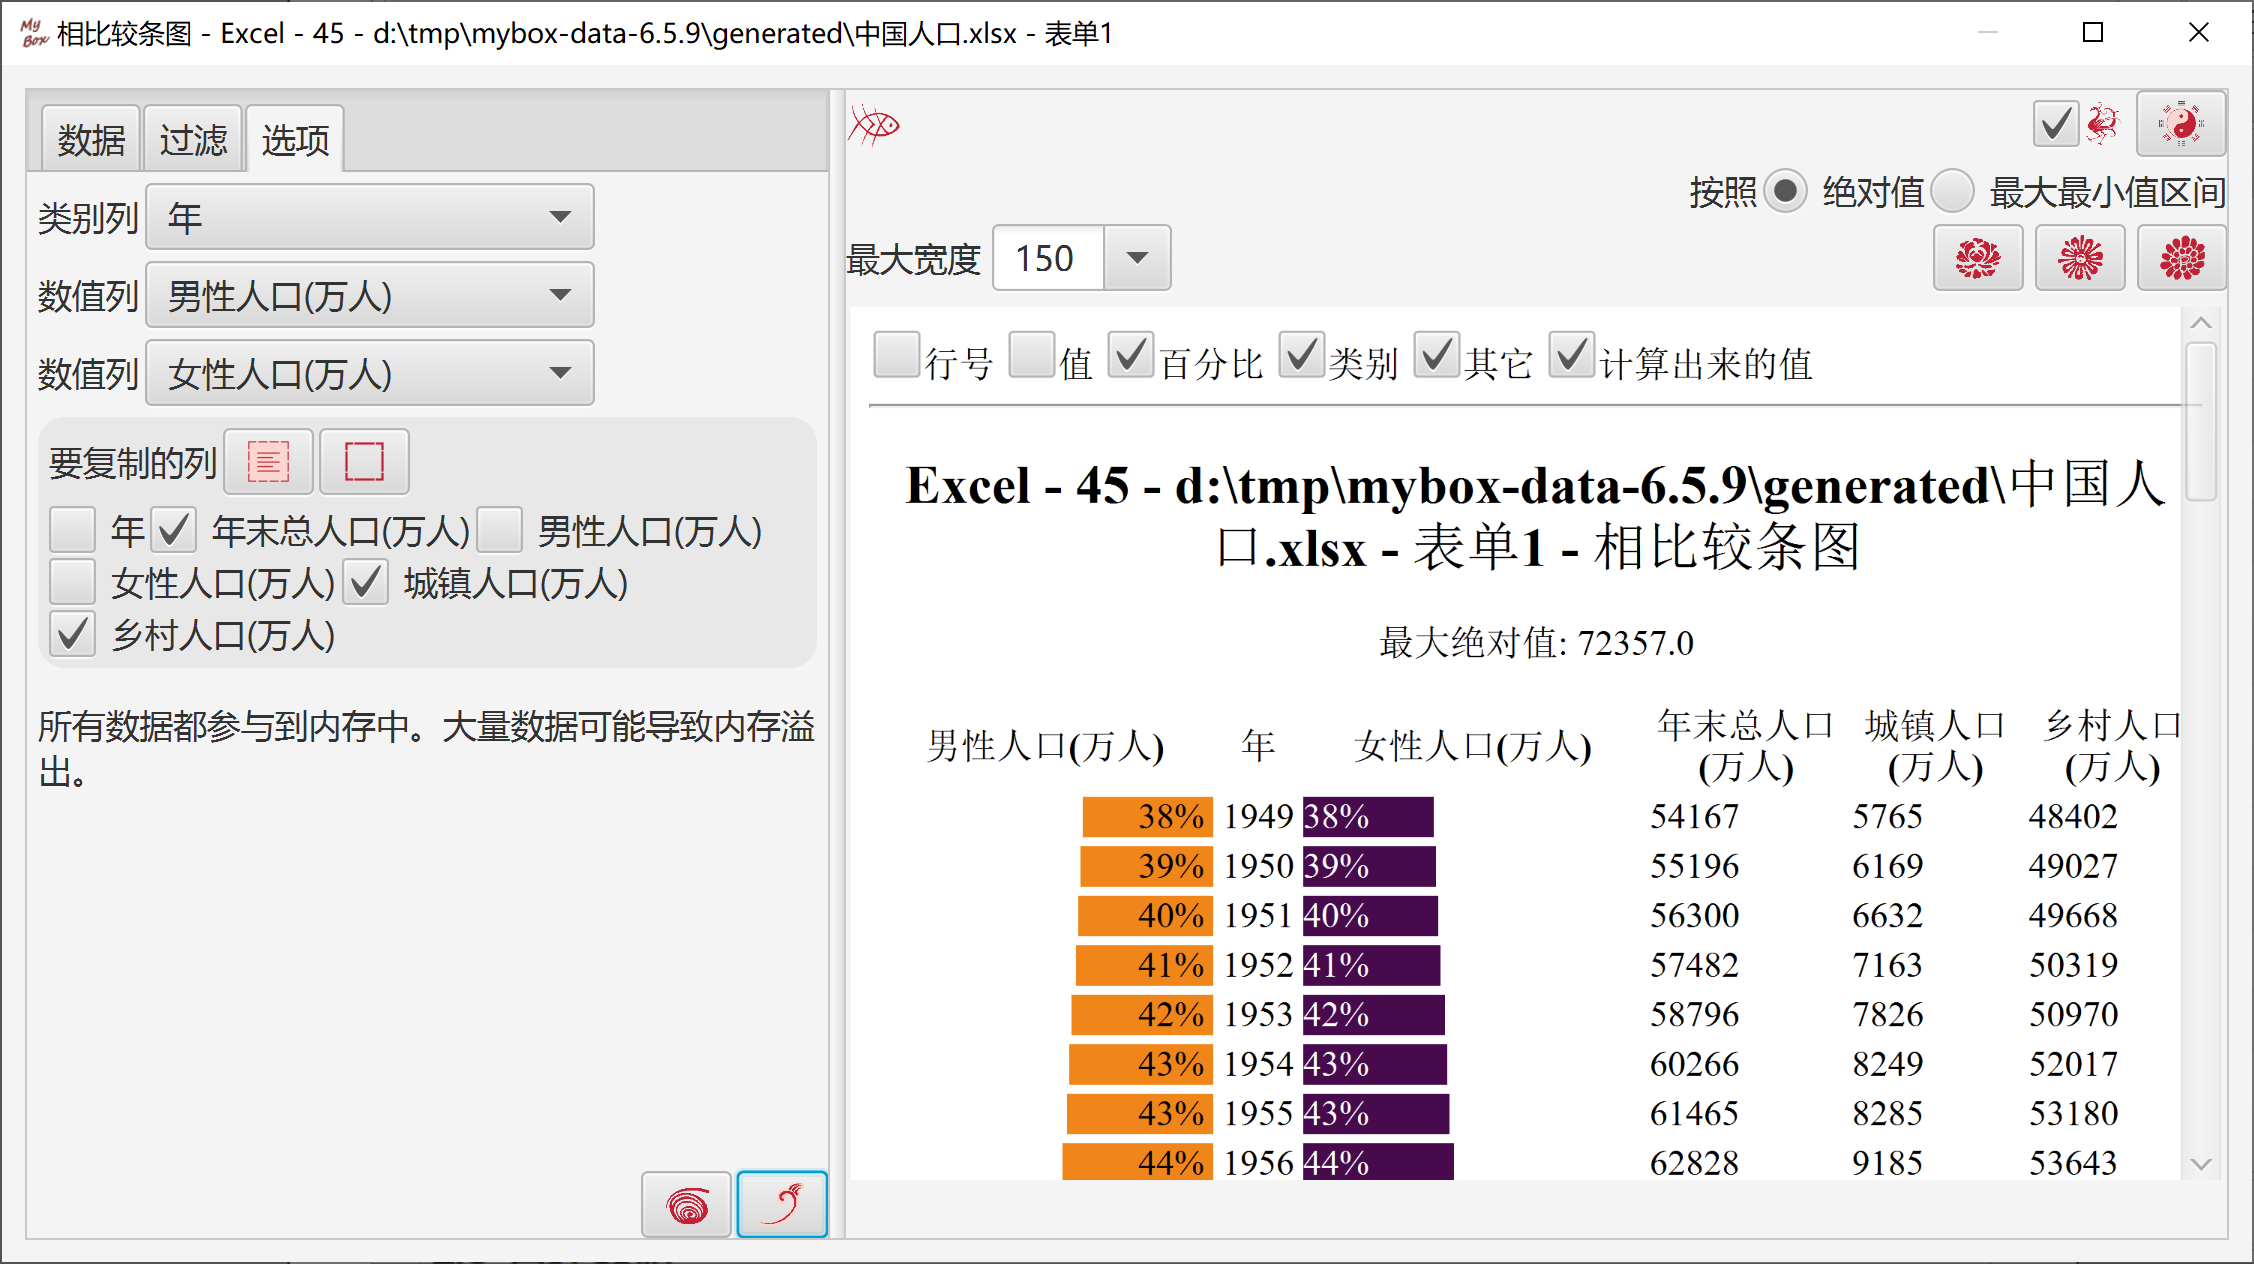 My Box 相比较条图 - Excel - 45 - d:\tmp\mybox-data-6.5.9\generated\中国人口.xlsx - 表单1
数据 过滤 选项
类别列 年
数值列 男性人口(万人)
数值列 女性人口(万人)
要复制的列
年 年末总人口(万人) 男性人口(万人)
女性人口(万人) 城镇人口(万人)
乡村人口(万人)
所有数据都参与到内存中。大量数据可能导致内存溢
出。
按照 绝对值 最大最小值区间
最大宽度 150
行号 值 百分比 类别 其它 计算出来的值
Excel - 45 - d:\tmp\mybox-data-6.5.9\generated\中国人
口.xlsx - 表单1 - 相比较条图
最大绝对值: 72357.0
男性人口(万人) 年 女性人口(万人) 年末总人口(万人) 城镇人口(万人) 乡村人口(万人)
38% 1949 38% 54167 5765 48402
39% 1950 39% 55196 6169 49027
40% 1951 40% 56300 6632 49668
41% 1952 41% 57482 7163 50319
42% 1953 42% 58796 7826 50970
43% 1954 43% 60266 8249 52017
43% 1955 43% 61465 8285 53180
44% 1956 44% 62828 9185 53643